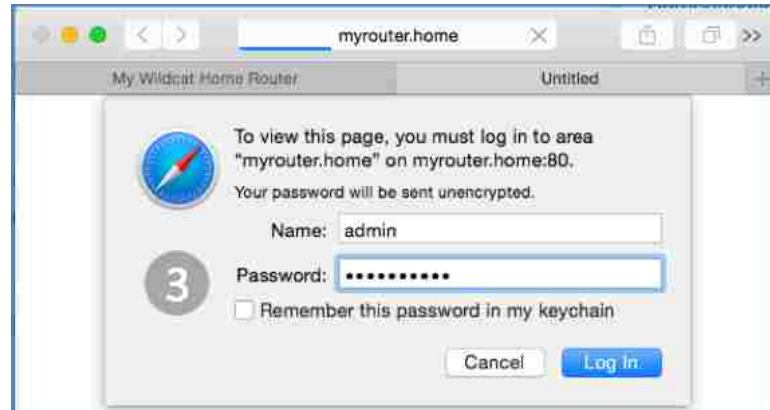 myrouter.home
My Wildcat Home Router
Untitled
To view this page, you must log in to area
“myrouter.home” on myrouter.home:80.
Your password will be sent unencrypted.
Name: admin
3
Password: ••••••••••
Remember this password in my keychain
Cancel
Log In